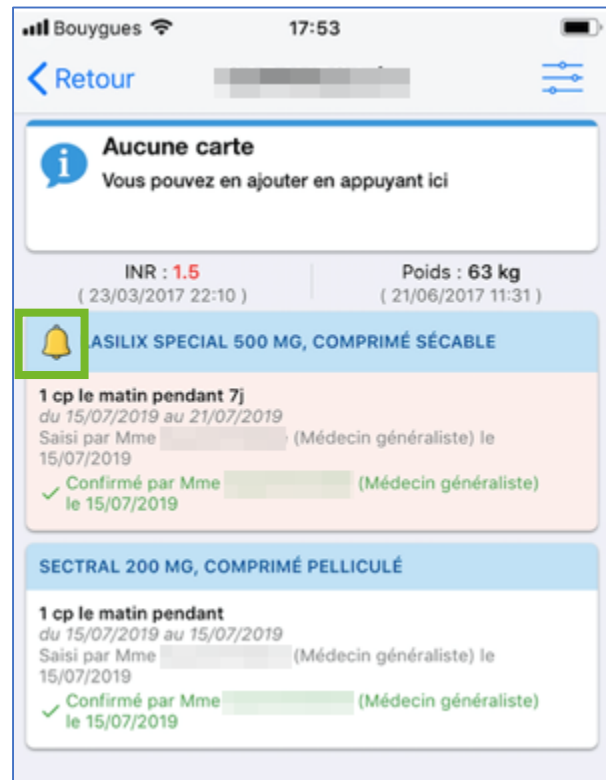 Bouygues 17:53
Retour
Aucune carte
Vous pouvez en ajouter en appuyant ici
INR : 1.5 Poids : 63 kg
( 23/03/2017 22:10 ) ( 21/06/2017 11:31 )
ASILIX SPECIAL 500 MG, COMPRIMÉ SÉCABLE
1 cp le matin pendant 7j
du 15/07/2019 au 21/07/2019
Saisi par Mme (Médecin généraliste) le
15/07/2019
Confirmé par Mme (Médecin généraliste)
le 15/07/2019
SECTRAL 200 MG, COMPRIMÉ PELLICULÉ
1 cp le matin pendant
du 15/07/2019 au 15/07/2019
Saisi par Mme (Médecin généraliste) le
15/07/2019
Confirmé par Mme (Médecin généraliste)
le 15/07/2019